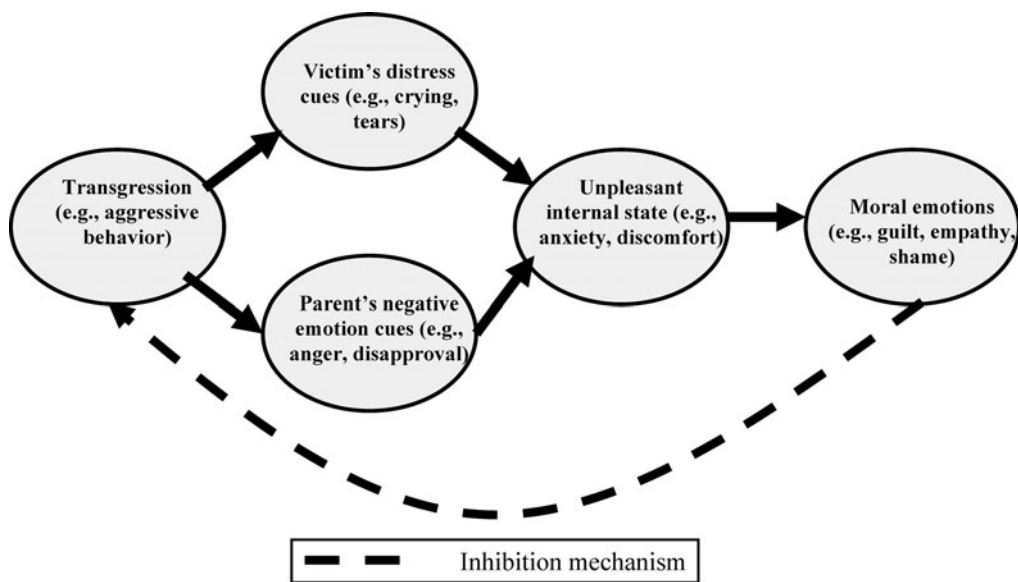 Victim's distress
cues (e.g., crying,
tears)
Transgression
(e.g., aggressive
behavior)
Unpleasant
internal state (e.g.,
anxiety, discomfort)
Moral emotions
(e.g., guilt, empathy,
shame)
Parent's negative
emotion cues (e.g.,
anger, disapproval)
Inhibition mechanism